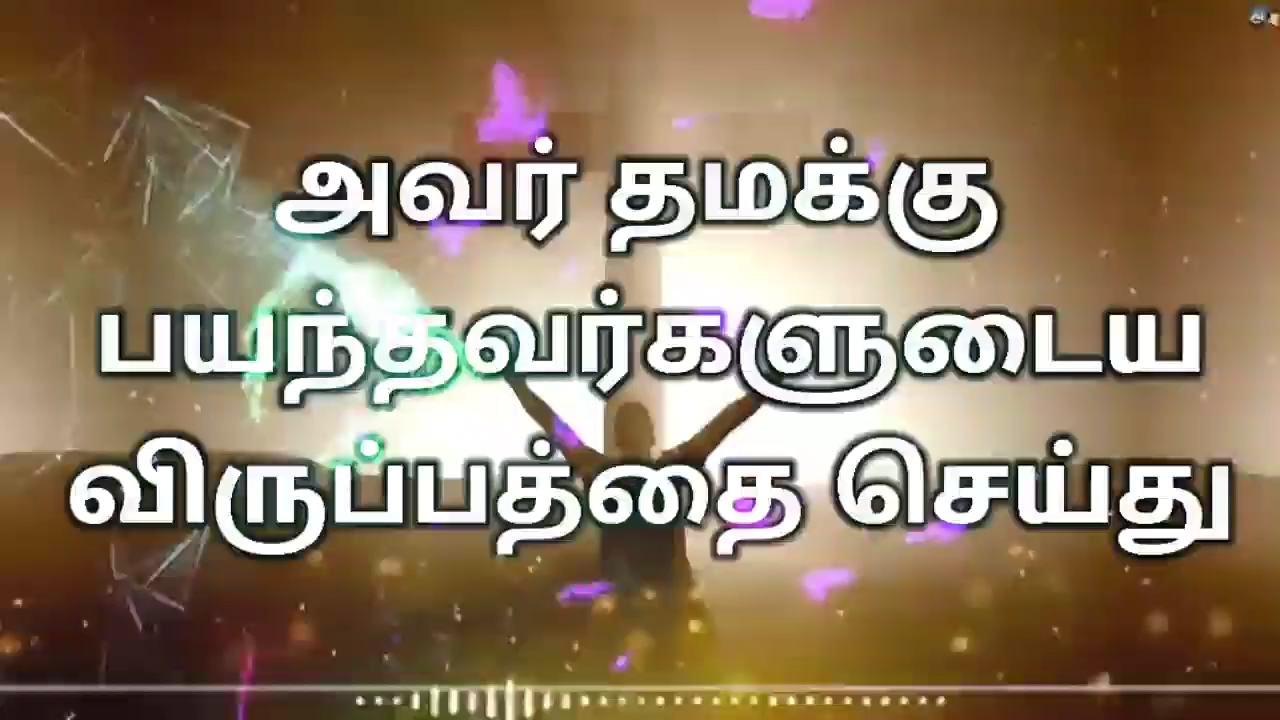 அவர் தமக்கு
பயந்தவர்களுடைய
விருப்பத்தை செய்து